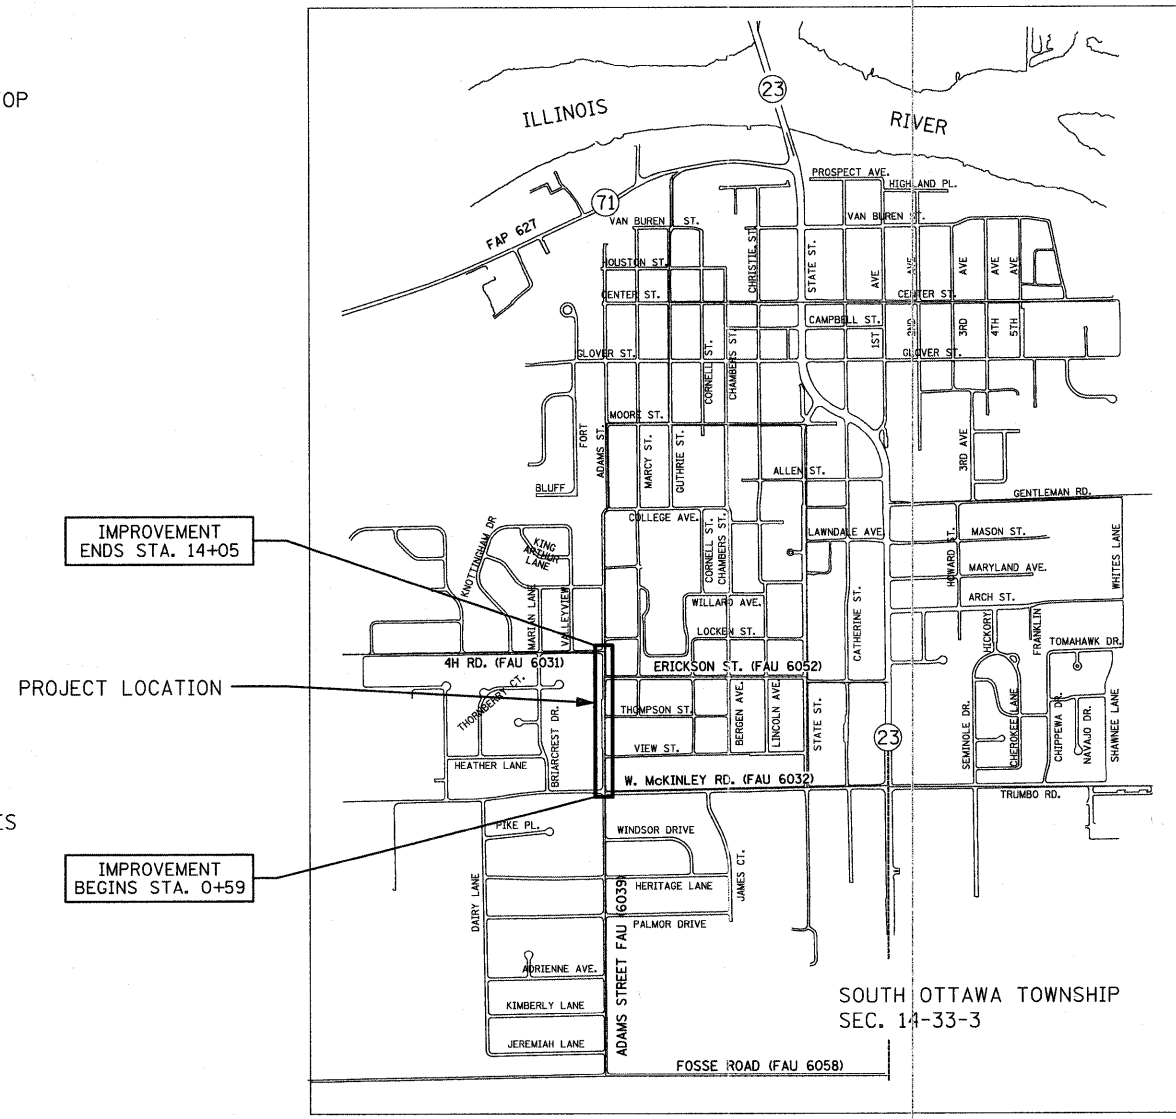 OP
ILLINOIS
RIVER
23
71
FAP 627
PROSPECT AVE.
HIGHLAND PL.
VAN BUREN ST.
VAN BUREN ST.
HOUSTON ST.
CHRISTIE ST.
STATE ST.
AVE
AVE
AVE
AVE
AVE
CENTER ST.
CENTER ST.
CAMPBELL ST.
1ST
2ND
3RD
4TH
5TH
GLOVER ST.
GLOVER ST.
CORNELL ST.
CHAMBERS ST.
MOORE ST.
FORT
ADAMS ST.
MARCY ST.
GUTHRIE ST.
3RD AVE
ALLEN ST.
BLUFF
GENTLEMAN RD.
COLLEGE AVE.
IMPROVEMENT
ENDS STA. 14+05
KNOTTINGHAM DR
KING
ARTHUR
LANE
CORNELL ST.
CHAMBERS ST.
LAWNDALE AVE
HOWARD ST.
MASON ST.
MARYLAND AVE.
WHITES LANE
ARCH ST.
MARIAN LANE
VALLEYVIEW
WILLARD AVE.
LOCKEN ST.
CATHERINE ST.
HICKORY
FRANKLIN
TOMAHAWK DR.
4H RD. (FAU 6031)
ERICKSON ST. (FAU 6052)
PROJECT LOCATION
THORNBERRY CT.
BRIARCREST DR.
THOMPSON ST.
BERGEN AVE.
LINCOLN AVE.
STATE ST.
23
SEMINOLE DR.
CHEROKEE LANE
CHIPPEWA DR.
NAVAJO DR.
SHAWNEE LANE
VIEW ST.
HEATHER LANE
W. McKINLEY RD. (FAU 6032)
TRUMBO RD.
ES
PIKE PL.
WINDSOR DRIVE
IMPROVEMENT
BEGINS STA. 0+59
DAIRY LANE
HERITAGE LANE
JAMES CT.
PALMOR DRIVE
ADAMS STREET FAU (6039)
ADRIENNE AVE.
KIMBERLY LANE
JEREMIAH LANE
SOUTH OTTAWA TOWNSHIP
SEC. 14-33-3
FOSSE ROAD (FAU 6058)